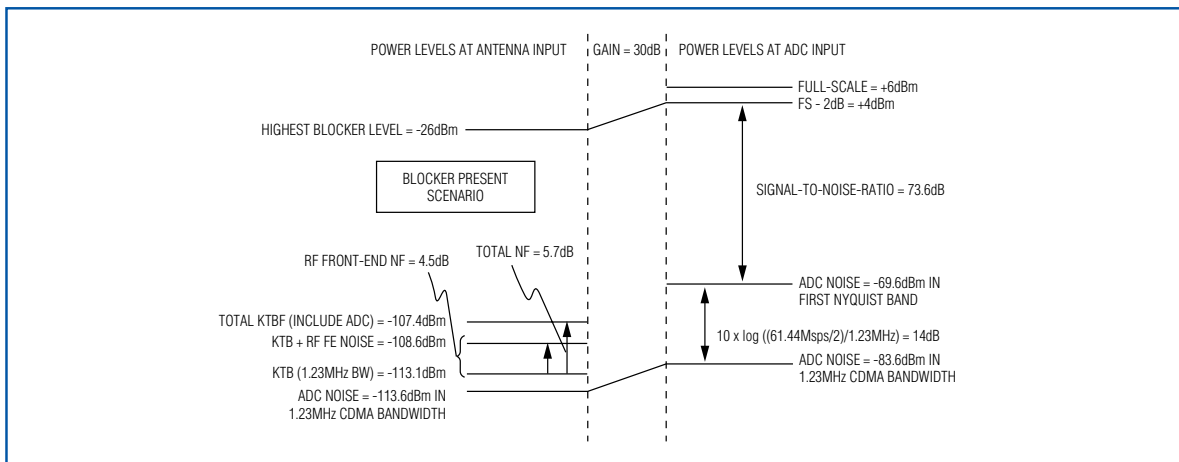 POWER LEVELS AT ANTENNA INPUT
GAIN = 30dB
POWER LEVELS AT ADC INPUT
FULL-SCALE = +6dBm
FS - 2dB = +4dBm
HIGHEST BLOCKER LEVEL = -26dBm
BLOCKER PRESENT
SCENARIO
SIGNAL-TO-NOISE-RATIO = 73.6dB
TOTAL NF = 5.7dB
RF FRONT-END NF = 4.5dB
ADC NOISE = -69.6dBm IN
FIRST NYQUIST BAND
TOTAL KTBF (INCLUDE ADC) = -107.4dBm
KTB + RF FE NOISE = -108.6dBm
10 x log ((61.44Msps/2)/1.23MHz) = 14dB
KTB (1.23MHz BW) = -113.1dBm
ADC NOISE = -83.6dBm IN
1.23MHz CDMA BANDWIDTH
ADC NOISE = -113.6dBm IN
1.23MHz CDMA BANDWIDTH